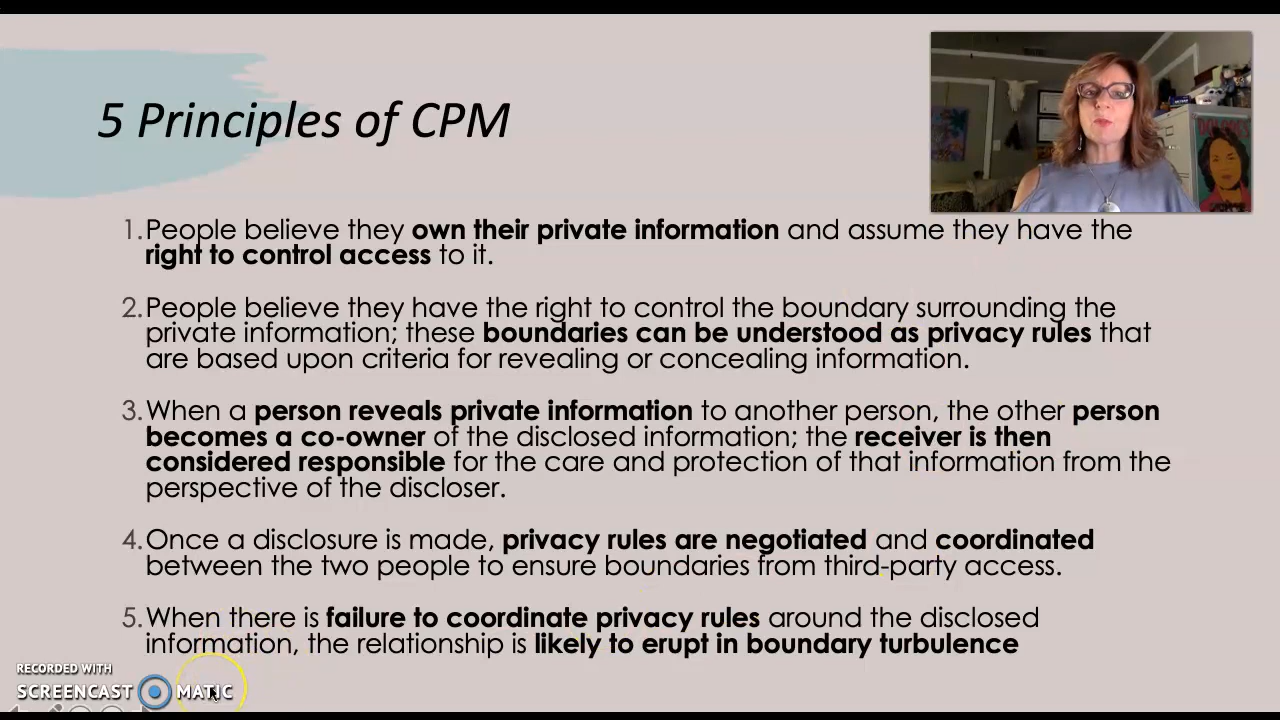 5 Principles of CPM
1. People believe they own their private information and assume they have the
right to control access to it.
2. People believe they have the right to control the boundary surrounding the
private information; these boundaries can be understood as privacy rules that
are based upon criteria for revealing or concealing information.
3. When a person reveals private information to another person, the other person
becomes a co-owner of the disclosed information; the receiver is then
considered responsible for the care and protection of that information from the
perspective of the discloser.
4. Once a disclosure is made, privacy rules are negotiated and coordinated
between the two people to ensure boundaries from third-party access.
5. When there is failure to coordinate privacy rules around the disclosed
information, the relationship is likely to erupt in boundary turbulence
RECORDED WITH
SCREENCAST MATIC